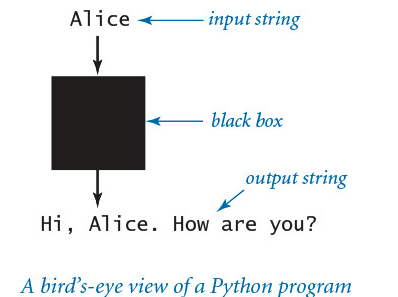 Alice input string
black box
output string
Hi, Alice. How are you?
A bird's-eye view of a Python program